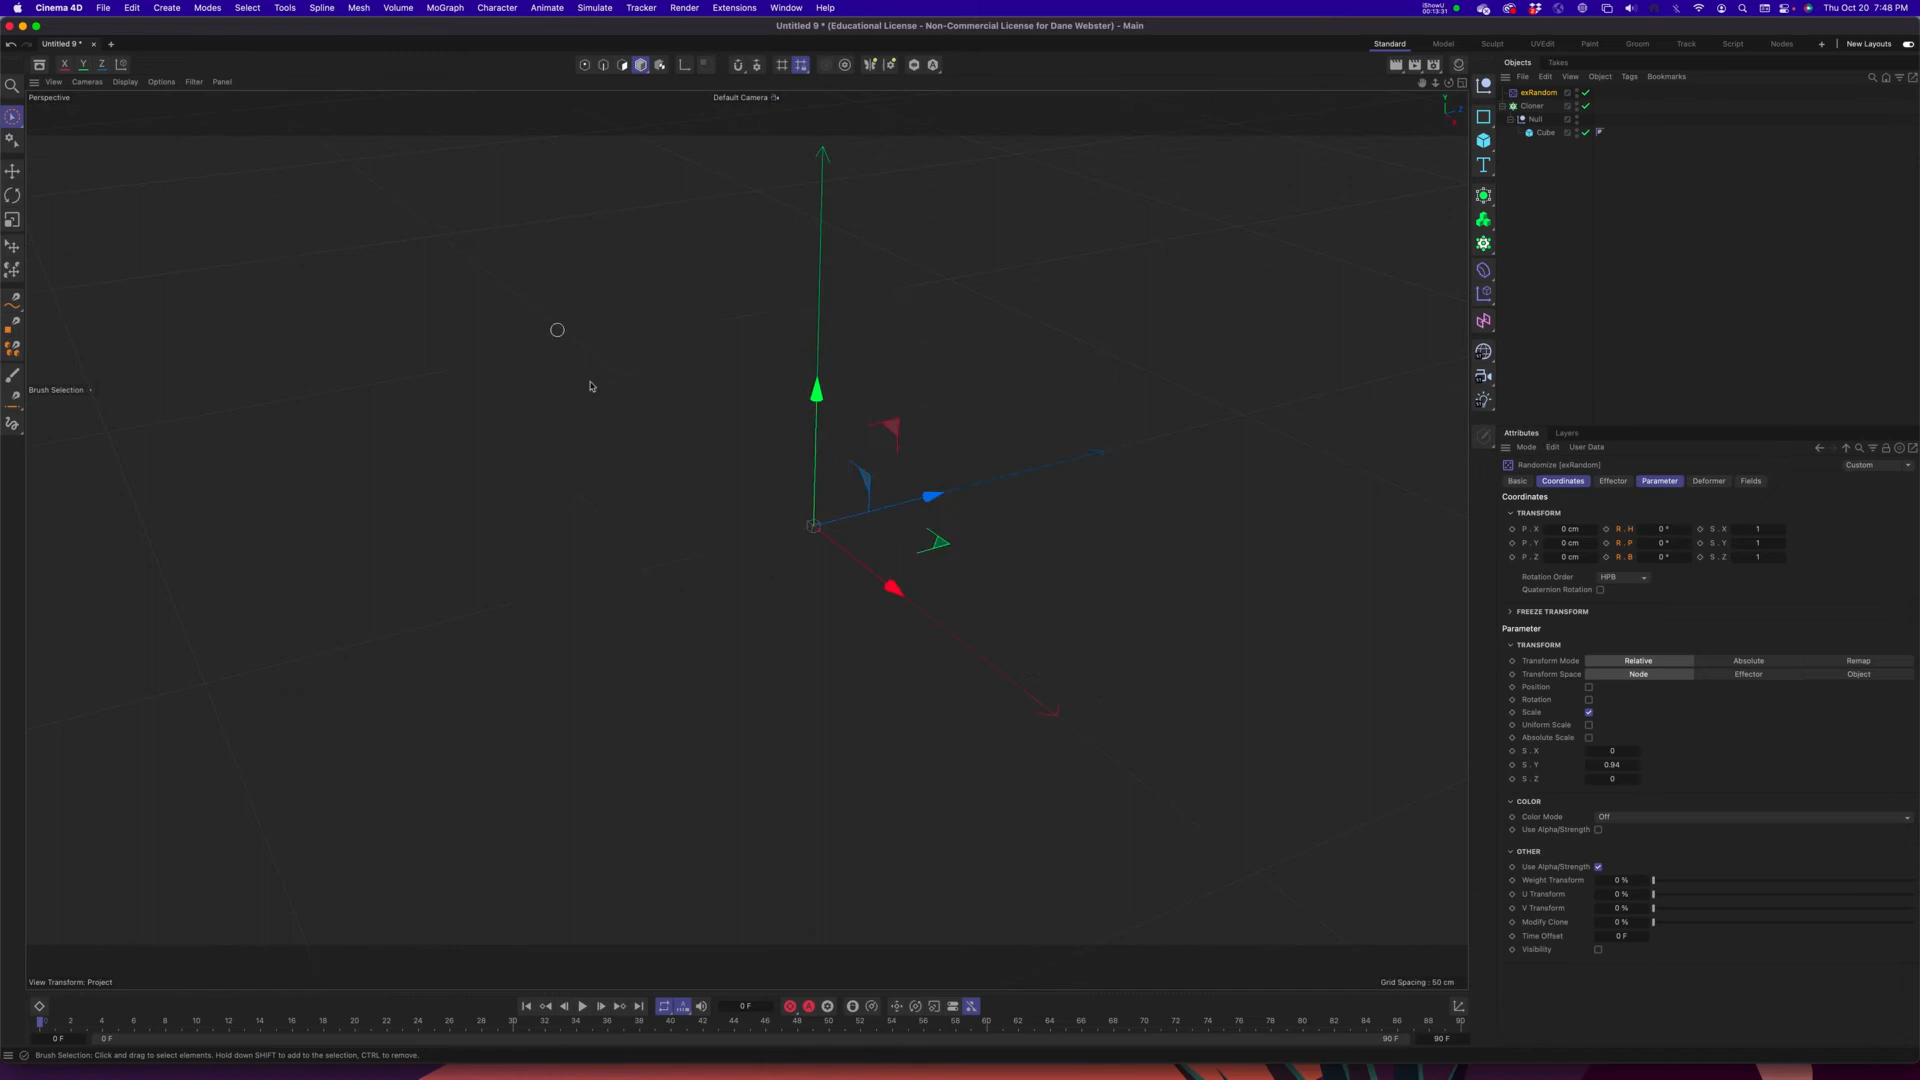 Cinema 4D File Edit Create Modes Select Tools Spline Mesh Volume MoGraph Character Animate Simulate Tracker Render Extensions Window Help
iShowU
00:13:31
Thu Oct 20 7:48 PM
Untitled 9 * (Educational License - Non-Commercial License for Dane Webster) - Main
Untitled 9 *
Standard Model Sculpt UVEdit Paint Groom Track Script Nodes New Layouts
X Y Z
View Cameras Display Options Filter Panel
Perspective
Default Camera
Objects Takes
File Edit View Object Tags Bookmarks
exRandom
Cloner
Null
Cube
Brush Selection
Attributes Layers
Mode Edit User Data
Randomize [exRandom]
Custom
Basic Coordinates Effector Parameter Deformer Fields
Coordinates
TRANSFORM
P . X 0 cm R . H 0 ° S . X 1
P . Y 0 cm R . P 0 ° S . Y 1
P . Z 0 cm R . B 0 ° S . Z 1
Rotation Order HPB
Quaternion Rotation
FREEZE TRANSFORM
Parameter
TRANSFORM
Transform Mode Relative Absolute Remap
Transform Space Node Effector Object
Position
Rotation
Scale
Uniform Scale
Absolute Scale
S . X 0
S . Y 0.94
S . Z 0
COLOR
Color Mode Off
Use Alpha/Strength
OTHER
Use Alpha/Strength
Weight Transform 0 %
U Transform 0 %
V Transform 0 %
Modify Clone 0 %
Time Offset 0 F
Visibility
View Transform: Project
Grid Spacing : 50 cm
0 F
0 2 4 6 8 10 12 14 16 18 20 22 24 26 28 30 32 34 36 38 40 42 44 46 48 50 52 54 56 58 60 62 64 66 68 70 72 74 76 78 80 82 84 86 88 90
0 F 0 F 90 F 90 F
Brush Selection: Click and drag to select elements. Hold down SHIFT to add to the selection, CTRL to remove.